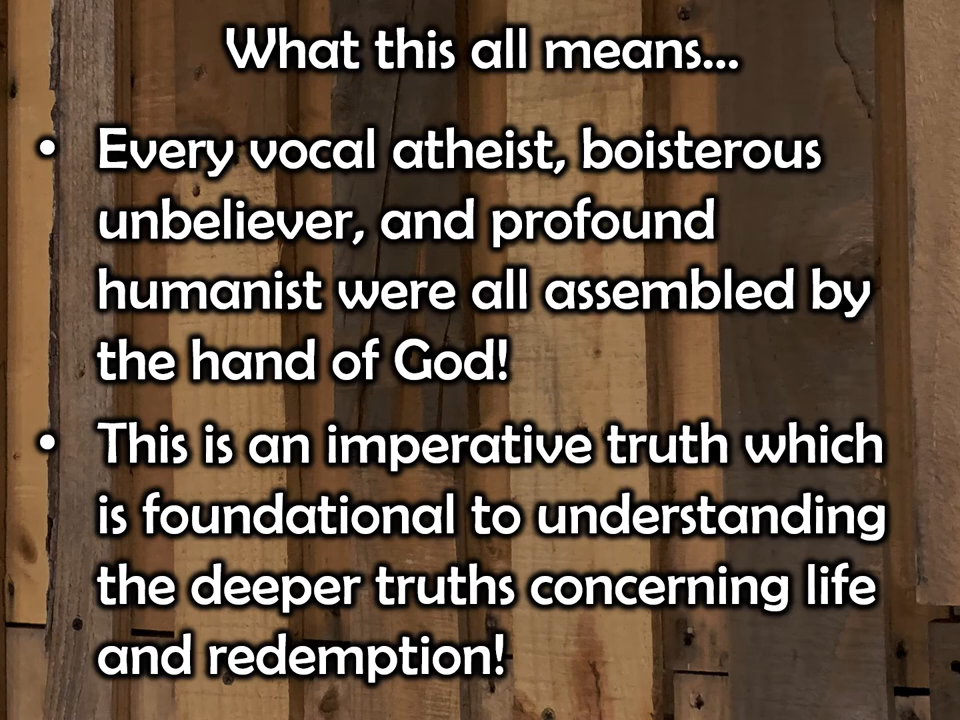 What this all means...
• Every vocal atheist, boisterous
unbeliever, and profound
humanist were all assembled by
the hand of God!
• This is an imperative truth which
is foundational to understanding
the deeper truths concerning life
and redemption!